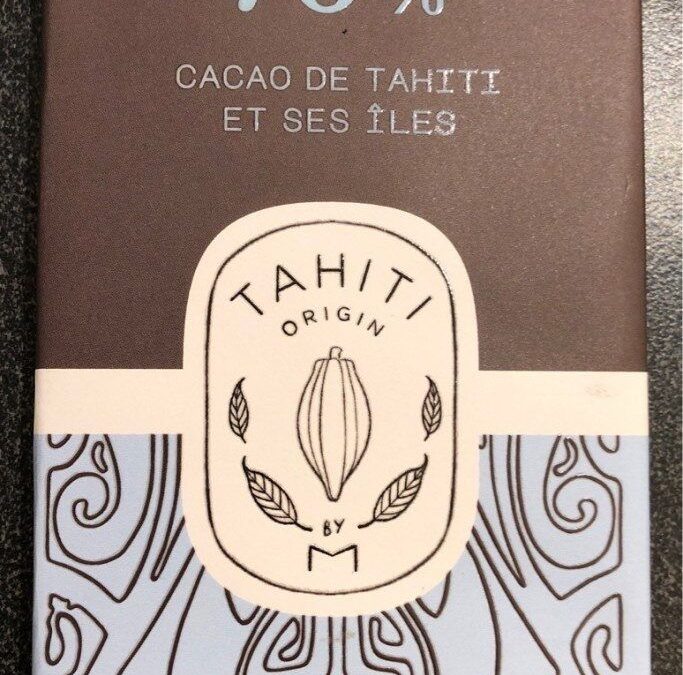 CACAO DE TAHITI
ET SES ÎLES
TAHITI
ORIGIN
BY
M